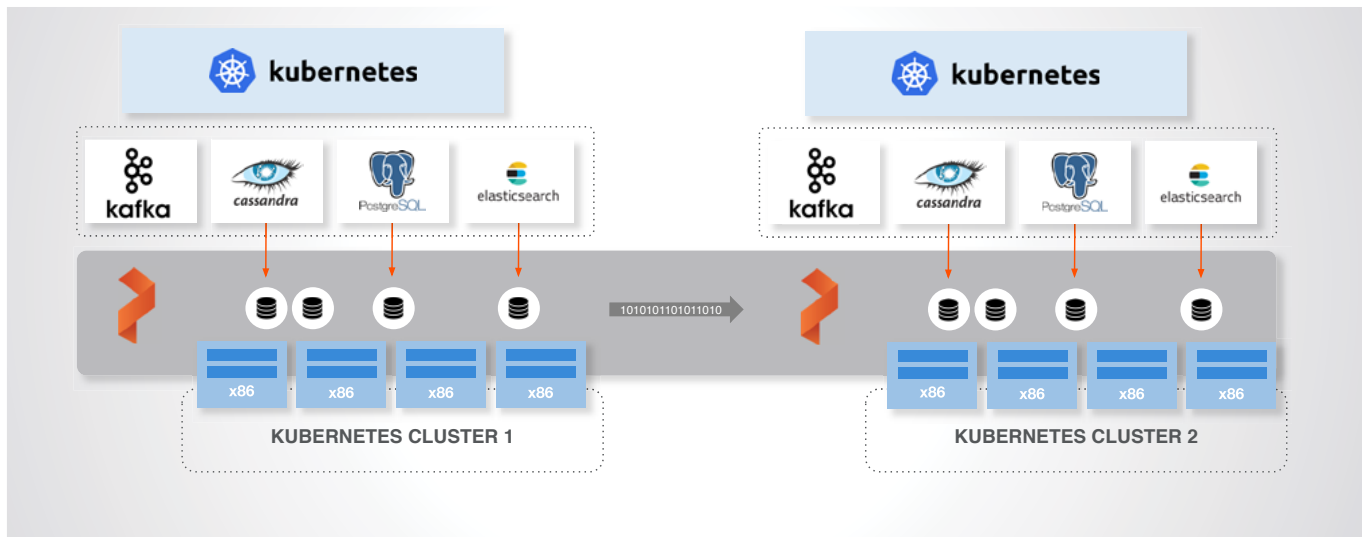 kubernetes
kubernetes
kafka
cassandra
PostgreSQL
elasticsearch
kafka
cassandra
PostgreSQL
elasticsearch
1010101101011010
x86
x86
x86
x86
x86
x86
x86
x86
KUBERNETES CLUSTER 1
KUBERNETES CLUSTER 2